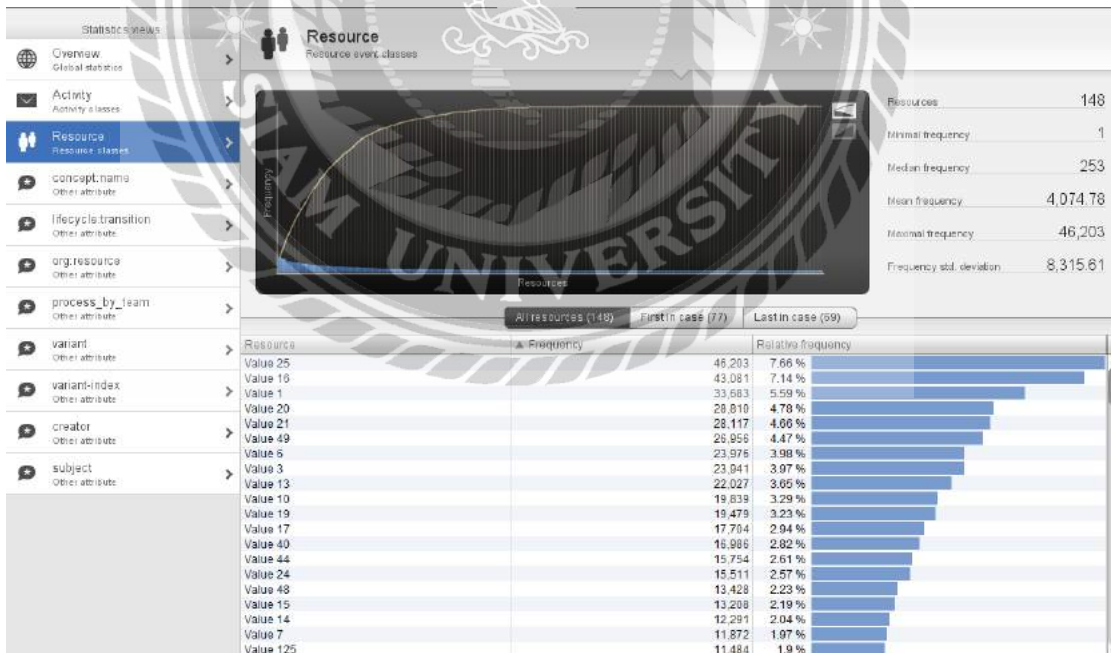 Statistics views
Overview
Global statistics
Activity
Activity classes
Resource
Resource classes
concept:name
Other attribute
lifecycle:transition
Other attribute
org:resource
Other attribute
process_by_team
Other attribute
variant
Other attribute
variant-index
Other attribute
creator
Other attribute
subject
Other attribute
Resource
Resource event classes
SIAM UNIVERSITY
Frequency
Resources
Resources 148
Minimal frequency 1
Median frequency 253
Mean frequency 4,074.78
Maximal frequency 46,203
Frequency std. deviation 8,315.61
All resources (148) First in case (77) Last in case (69)
Resource ▲ Frequency Relative frequency
Value 25 46,203 7.66 %
Value 16 43,081 7.14 %
Value 1 33,683 5.59 %
Value 20 28,810 4.78 %
Value 21 28,117 4.66 %
Value 49 26,956 4.47 %
Value 6 23,976 3.98 %
Value 3 23,941 3.97 %
Value 13 22,027 3.65 %
Value 10 19,839 3.29 %
Value 19 19,479 3.23 %
Value 17 17,704 2.94 %
Value 40 16,986 2.82 %
Value 44 15,754 2.61 %
Value 24 15,511 2.57 %
Value 48 13,428 2.23 %
Value 15 13,208 2.19 %
Value 14 12,291 2.04 %
Value 7 11,872 1.97 %
Value 125 11,484 1.9 %